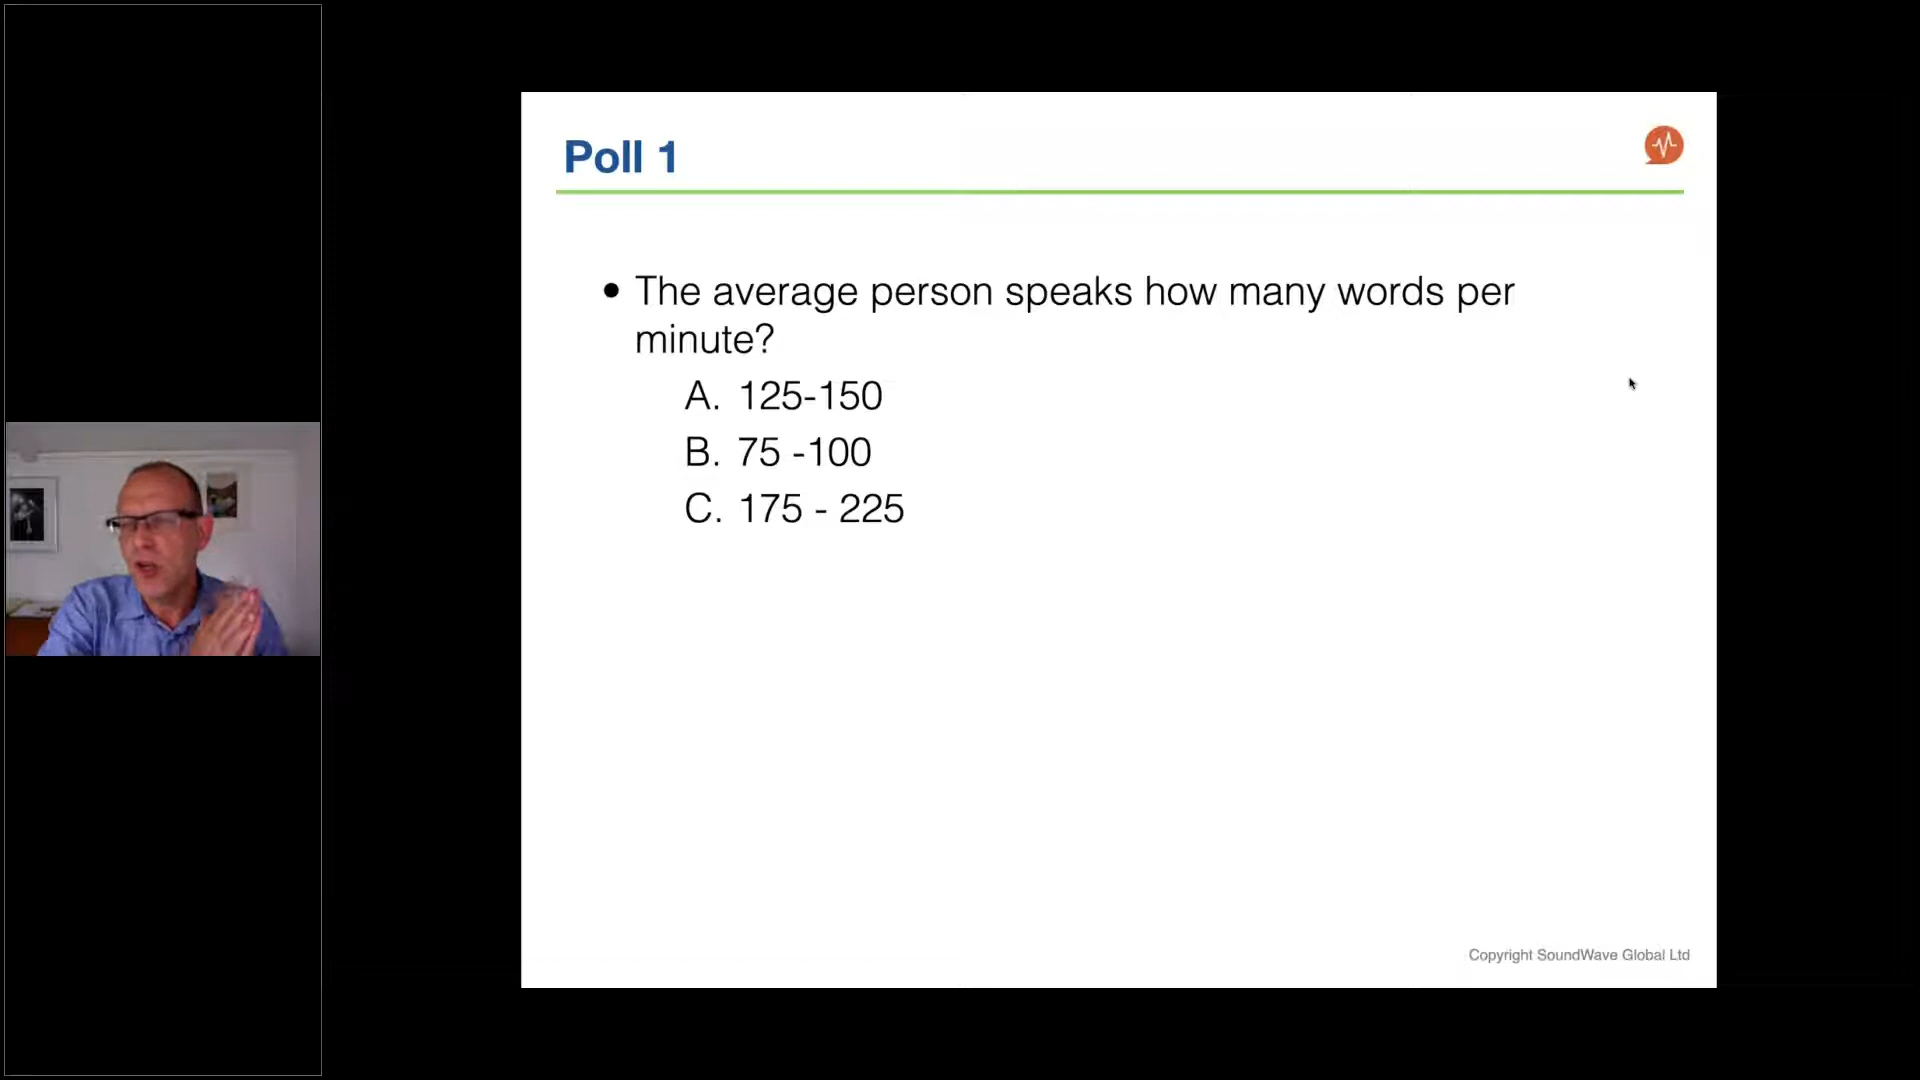 Poll 1
• The average person speaks how many words per
minute?
A. 125-150
B. 75 -100
C. 175 - 225
Copyright SoundWave Global Ltd